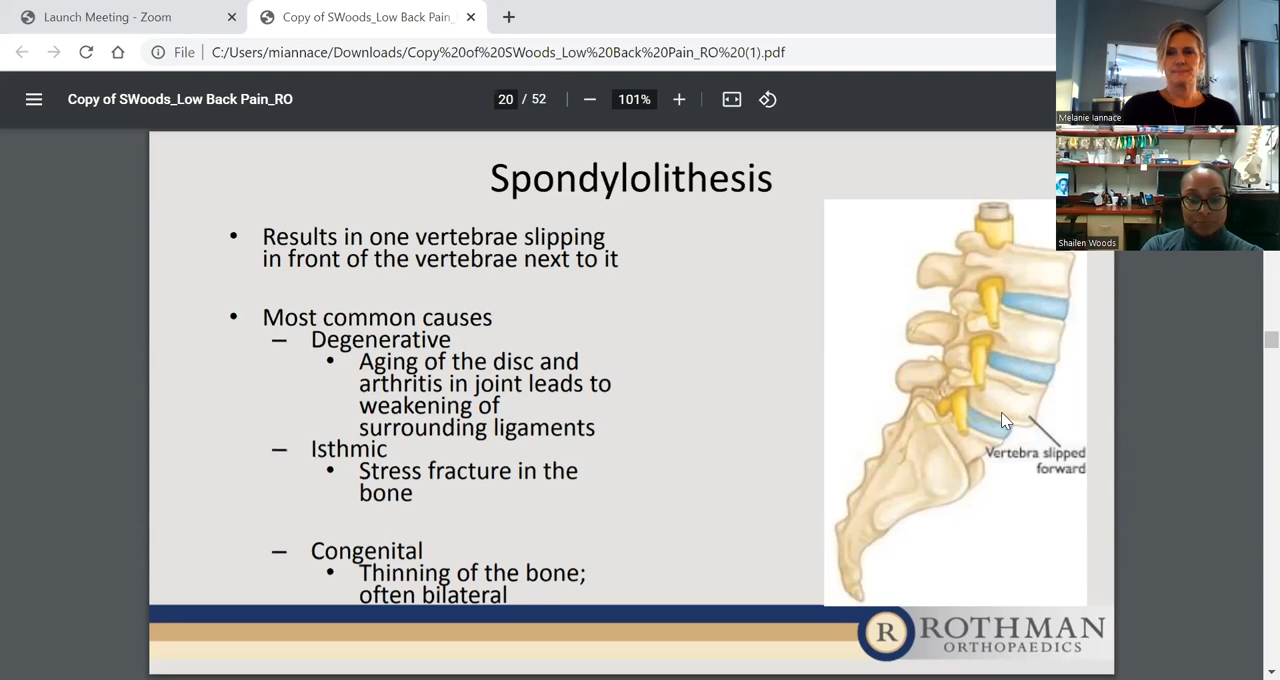 Launch Meeting - Zoom
Copy of SWoods_Low Back Pain_
File
C:/Users/miannace/Downloads/Copy%20of%20SWoods_Low%20Back%20Pain_RO%20(1).pdf
Copy of SWoods_Low Back Pain_RO
20 / 52
101%
Melanie Iannace
Shailen Woods
Spondylolithesis
• Results in one vertebrae slipping
in front of the vertebrae next to it
• Most common causes
– Degenerative
• Aging of the disc and
arthritis in joint leads to
weakening of
surrounding ligaments
– Isthmic
• Stress fracture in the
bone
– Congenital
• Thinning of the bone;
often bilateral
Vertebra slipped
forward
R ROTHMAN
ORTHOPAEDICS